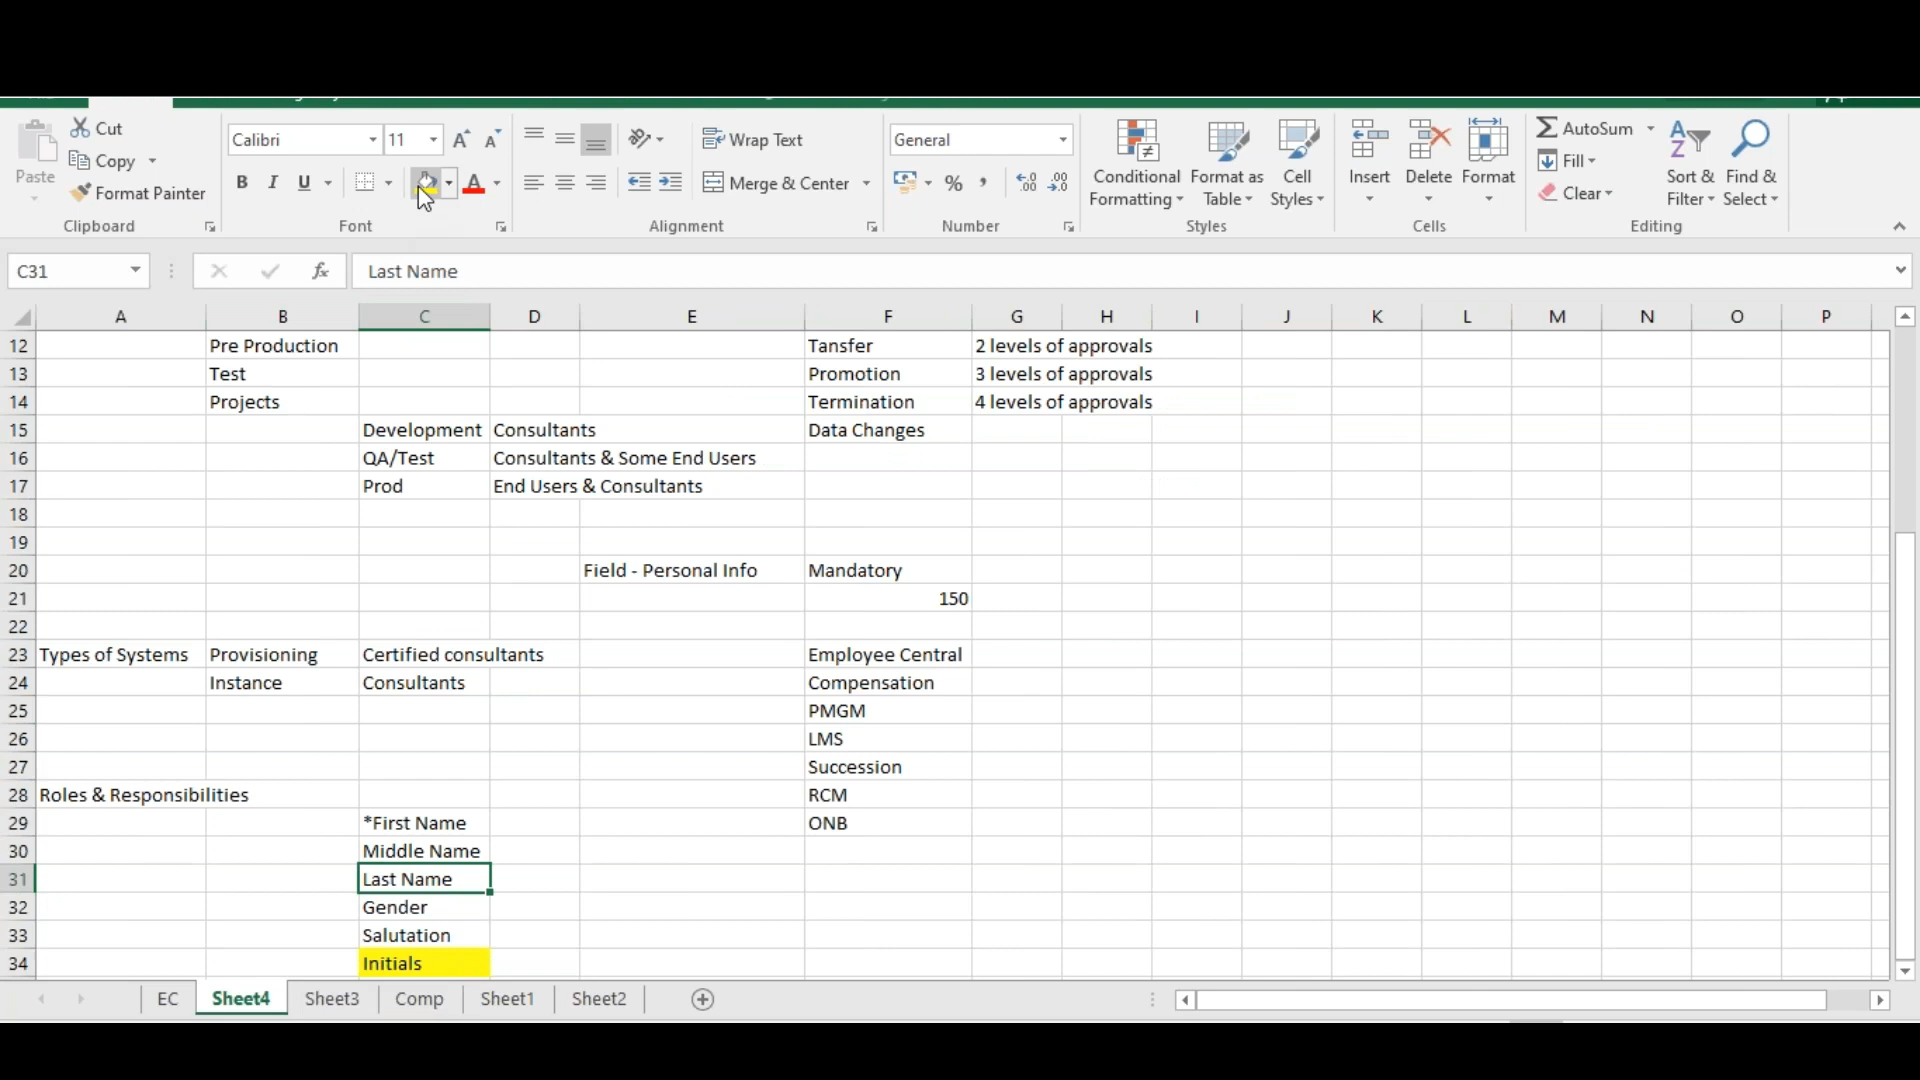 Cut
Copy
Paste
Format Painter
Clipboard
Calibri 11
B I U
Font
Wrap Text
Merge & Center
Alignment
General
Number
Conditional Formatting
Format as Table
Cell Styles
Styles
Insert
Delete
Format
Cells
AutoSum
Fill
Clear
Sort & Filter
Find & Select
Editing
C31 fx Last Name
A B C D E F G H I J K L M N O P
12 Pre Production Tansfer 2 levels of approvals
13 Test Promotion 3 levels of approvals
14 Projects Termination 4 levels of approvals
15 Development Consultants Data Changes
16 QA/Test Consultants & Some End Users
17 Prod End Users & Consultants
18
19
20 Field - Personal Info Mandatory
21 150
22
23 Types of Systems Provisioning Certified consultants Employee Central
24 Instance Consultants Compensation
25 PMGM
26 LMS
27 Succession
28 Roles & Responsibilities RCM
29 *First Name ONB
30 Middle Name
31 Last Name
32 Gender
33 Salutation
34 Initials
EC Sheet4 Sheet3 Comp Sheet1 Sheet2